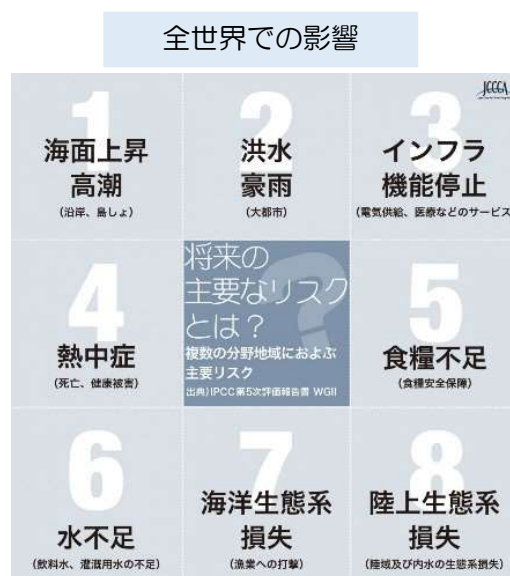 全世界での影響
JCCCA
1
海面上昇
高潮
(沿岸、島しょ)
2
洪水
豪雨
(大都市)
3
インフラ
機能停止
(電気供給、医療などのサービス
4
熱中症
(死亡、健康被害)
将来の
主要なリスク
とは?
複数の分野地域におよぶ
主要リスク
出典)IPCC第5次評価報告書 WGII
5
食糧不足
(食糧安全保障)
6
水不足
(飲料水、灌漑用水の不足)
7
海洋生態系
損失
(漁業への打撃)
8
陸上生態系
損失
(陸域及び内水の生態系損失)